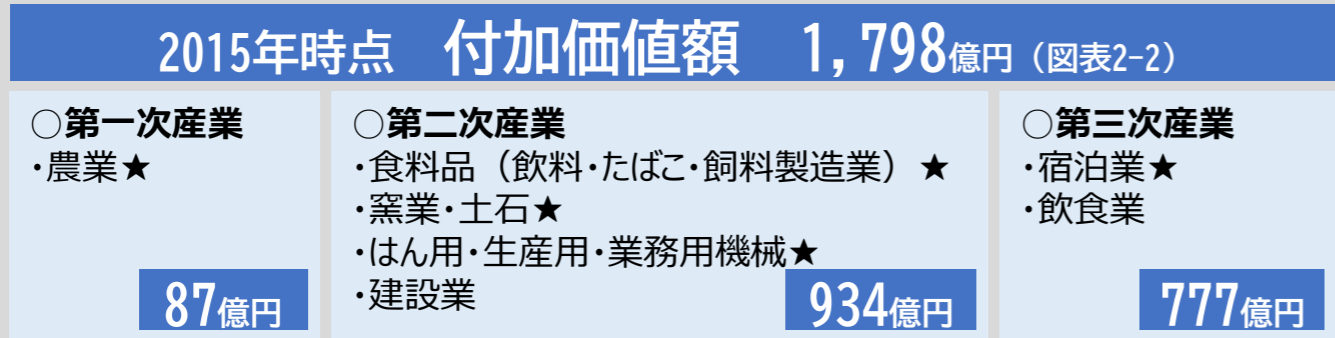 2015年時点　付加価値額　1,798億円（図表2-2）
○第一次産業
・農業★
87億円
○第二次産業
・食料品（飲料・たばこ・飼料製造業）★
・窯業・土石★
・はん用・生産用・業務用機械★
・建設業
934億円
○第三次産業
・宿泊業★
・飲食業
777億円